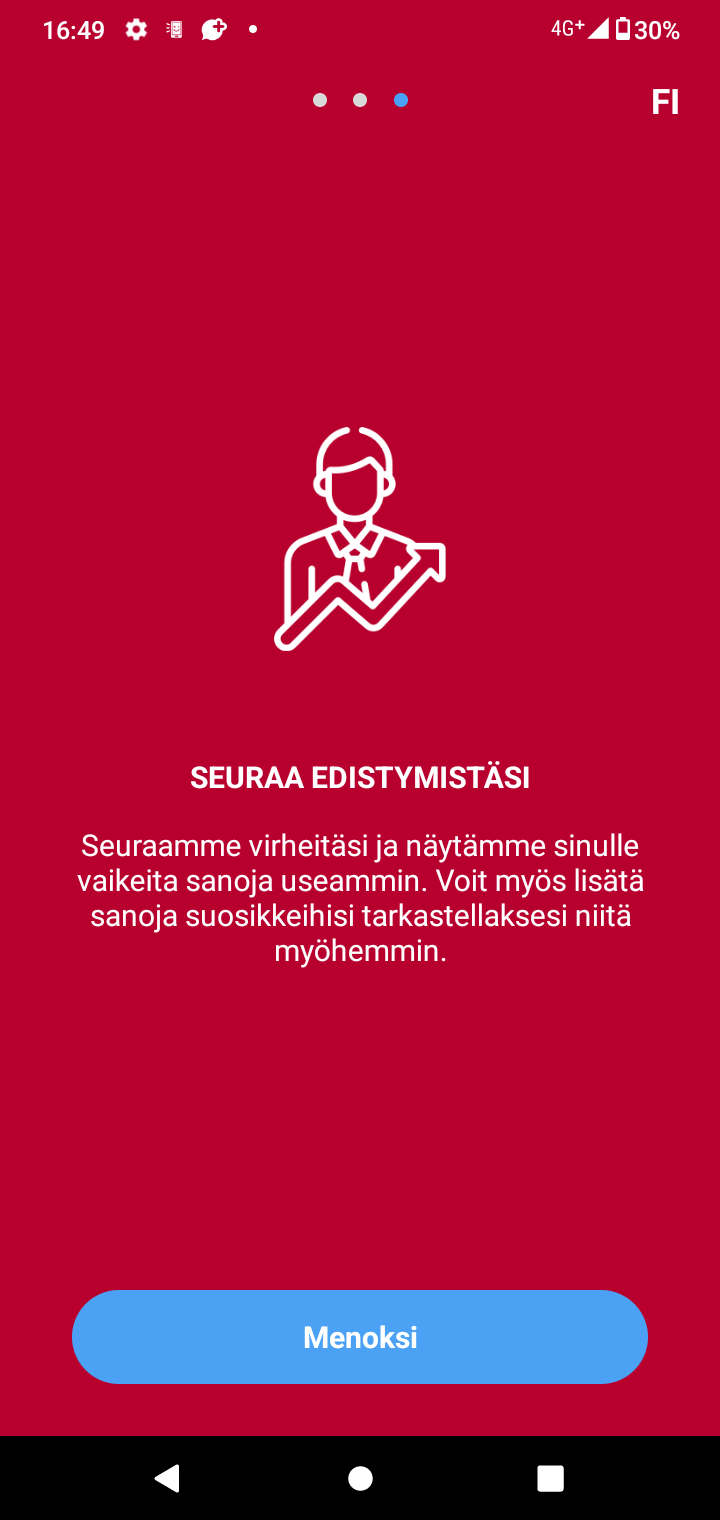 16:49
4G+
30%
FI
SEURAA EDISTYMISTÄSI
Seuraamme virheitäsi ja näytämme sinulle
vaikeita sanoja useammin. Voit myös lisätä
sanoja suosikkeihisi tarkastellaksesi niitä
myöhemmin.
Menoksi